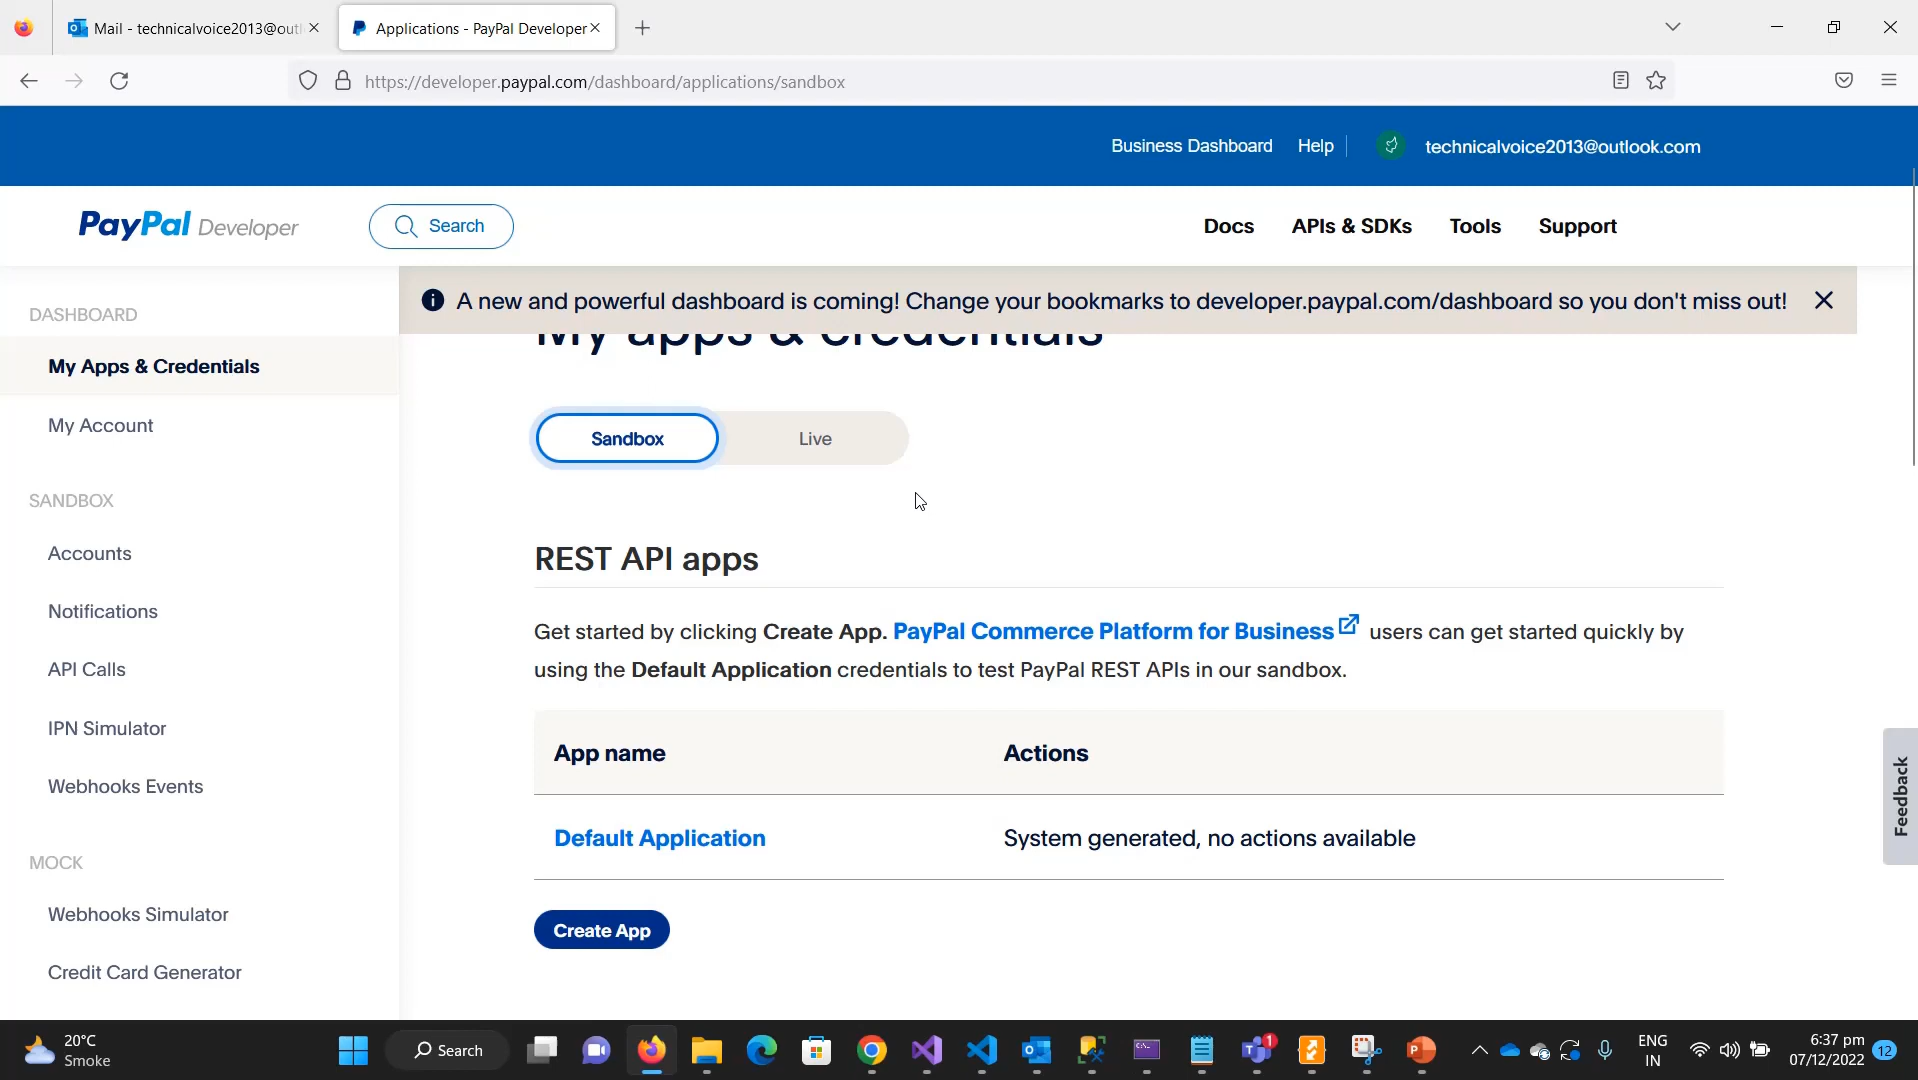 Mail - technicalvoice2013@outl
Applications - PayPal Developer
https://developer.paypal.com/dashboard/applications/sandbox
Business Dashboard
Help
technicalvoice2013@outlook.com
PayPal Developer
Search
Docs
APIs & SDKs
Tools
Support
A new and powerful dashboard is coming! Change your bookmarks to developer.paypal.com/dashboard so you don't miss out!
DASHBOARD
My Apps & Credentials
My Account
SANDBOX
Accounts
Notifications
API Calls
IPN Simulator
Webhooks Events
MOCK
Webhooks Simulator
Credit Card Generator
My apps & credentials
Sandbox
Live
REST API apps
Get started by clicking Create App. PayPal Commerce Platform for Business users can get started quickly by
using the Default Application credentials to test PayPal REST APIs in our sandbox.
App name
Actions
Default Application
System generated, no actions available
Create App
Feedback
20°C
Smoke
Search
1
ENG
IN
6:37 pm
07/12/2022
12